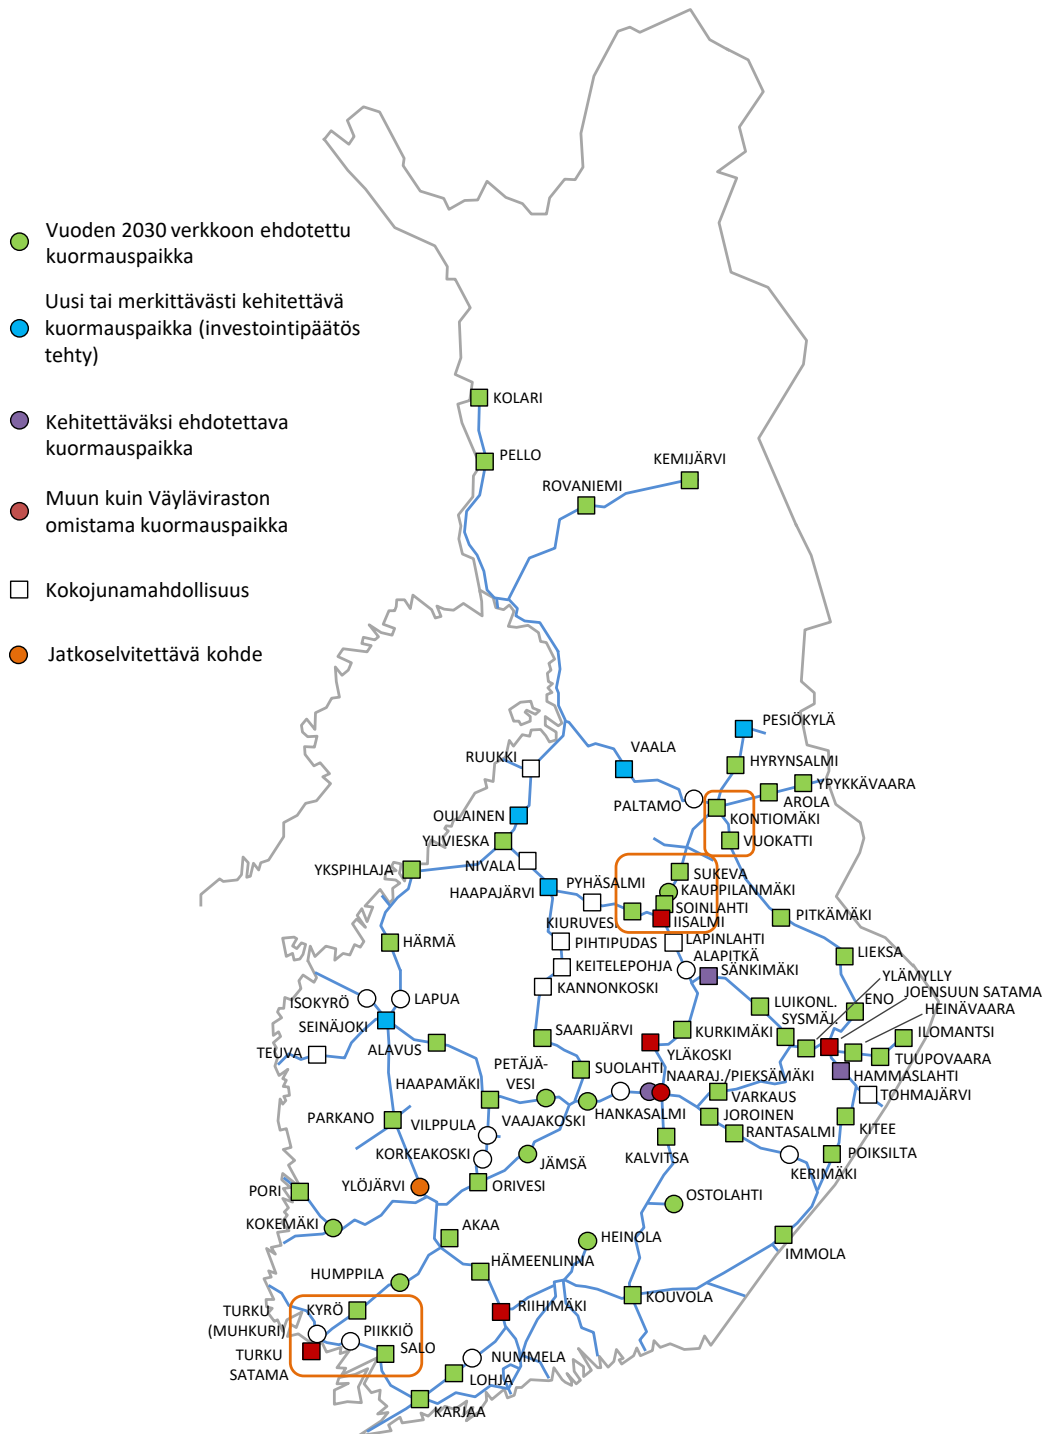 Vuoden 2030 verkkoon ehdotettu
kuormauspaikka
Uusi tai merkittävästi kehitettävä
kuormauspaikka (investointipäätös
tehty)
Kehitettäväksi ehdotettava
kuormauspaikka
Muun kuin Väyläviraston
omistama kuormauspaikka
Kokojunamahdollisuus
Jatkoselvitettävä kohde
KOLARI
PELLO
KEMIJÄRVI
ROVANIEMI
PESIÖKYLÄ
VAALA
RUUKKI
HYRYNSALMI
YPYKKÄVAARA
AROLA
PALTAMO
KONTIOMÄKI
OULAINEN
VUOKATTI
YLIVIESKA
NIVALA
YKSPIHLAJA
SUKEVA
KAUPPILANMÄKI
HAAPAJÄRVI
PYHÄSALMI
SOINLAHTI
KIURUVESI
IISALMI
PITKÄMÄKI
HÄRMÄ
PIHTIPUDAS
LAPINLAHTI
ALAPITKÄ
LIEKSA
KEITELEPOHJA
SÄNKIMÄKI
YLÄMYLLY
KANNONKOSKI
JOENSUUN SATAMA
ISOKYRÖ
LAPUA
LUIKONL.
ENO
HEINÄVAARA
SEINÄJOKI
SYSMÄJ.
SAARIJÄRVI
KURKIMÄKI
ILOMANTSI
TEUVA
ALAVUS
YLÄKOSKI
TUUPOVAARA
PETÄJÄ-
VESI
SUOLAHTI
NAARAJ./PIEKSÄMÄKI
HAMMASLAHTI
HAAPAMÄKI
VARKAUS
TOHMAJÄRVI
VAAJAKOSKI
HANKASALMI
JOROINEN
PARKANO
VILPPULA
RANTASALMI
KITEE
KORKEAKOSKI
JÄMSÄ
KALVITSA
KERIMÄKI
POIKSILTA
YLÖJÄRVI
ORIVESI
PORI
OSTOLAHTI
KOKEMÄKI
AKAA
HEINOLA
IMMOLA
HÄMEENLINNA
HUMPPILA
KOUVOLA
TURKU
(MUHKURI)
KYRÖ
RIIHIMÄKI
PIIKKIÖ
SALO
TURKU
SATAMA
NUMMELA
LOHJA
KARJAA